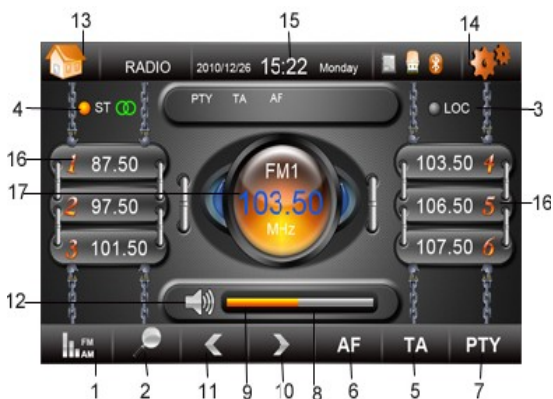 13 15 14
RADIO 2010/12/26 15:22 Monday
4 ST LOC 3
PTY TA AF
16 1 87.50 FM1 103.50 4
17 2 97.50 103.50 106.50 5 16
3 101.50 MHz 107.50 6
12
FM AM AF TA PTY
1 2 11 9 10 8 6 5 7